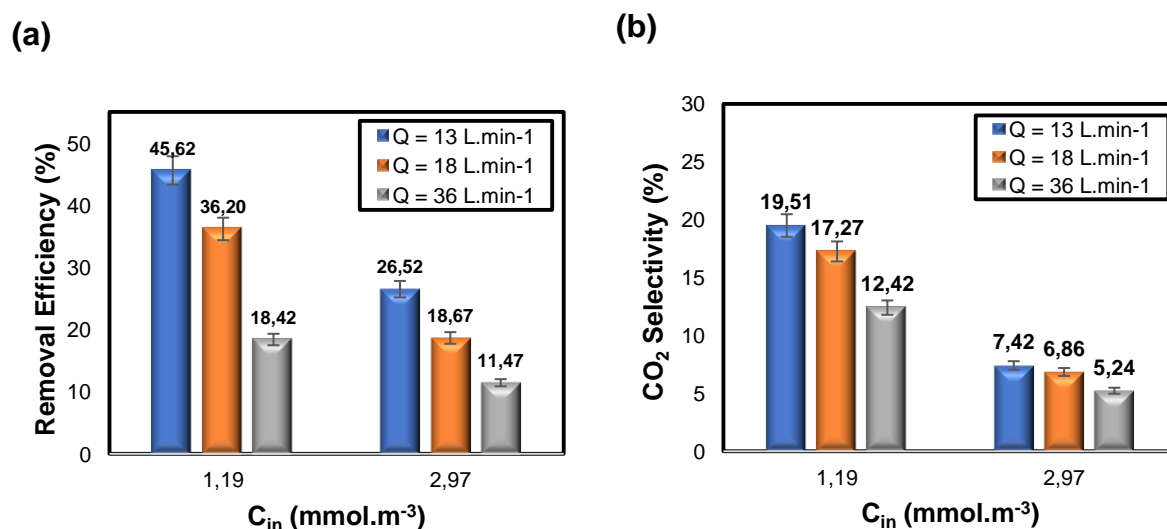 (a)
Removal Efficiency (%)
50
40
30
20
10
0
Q = 13 L.min-1
Q = 18 L.min-1
Q = 36 L.min-1
45,62
36,20
18,42
26,52
18,67
11,47
1,19
2,97
C_in (mmol.m⁻³)
(b)
CO₂ Selectivity (%)
30
25
20
15
10
5
0
Q = 13 L.min-1
Q = 18 L.min-1
Q = 36 L.min-1
19,51
17,27
12,42
7,42
6,86
5,24
1,19
2,97
C_in (mmol.m⁻³)